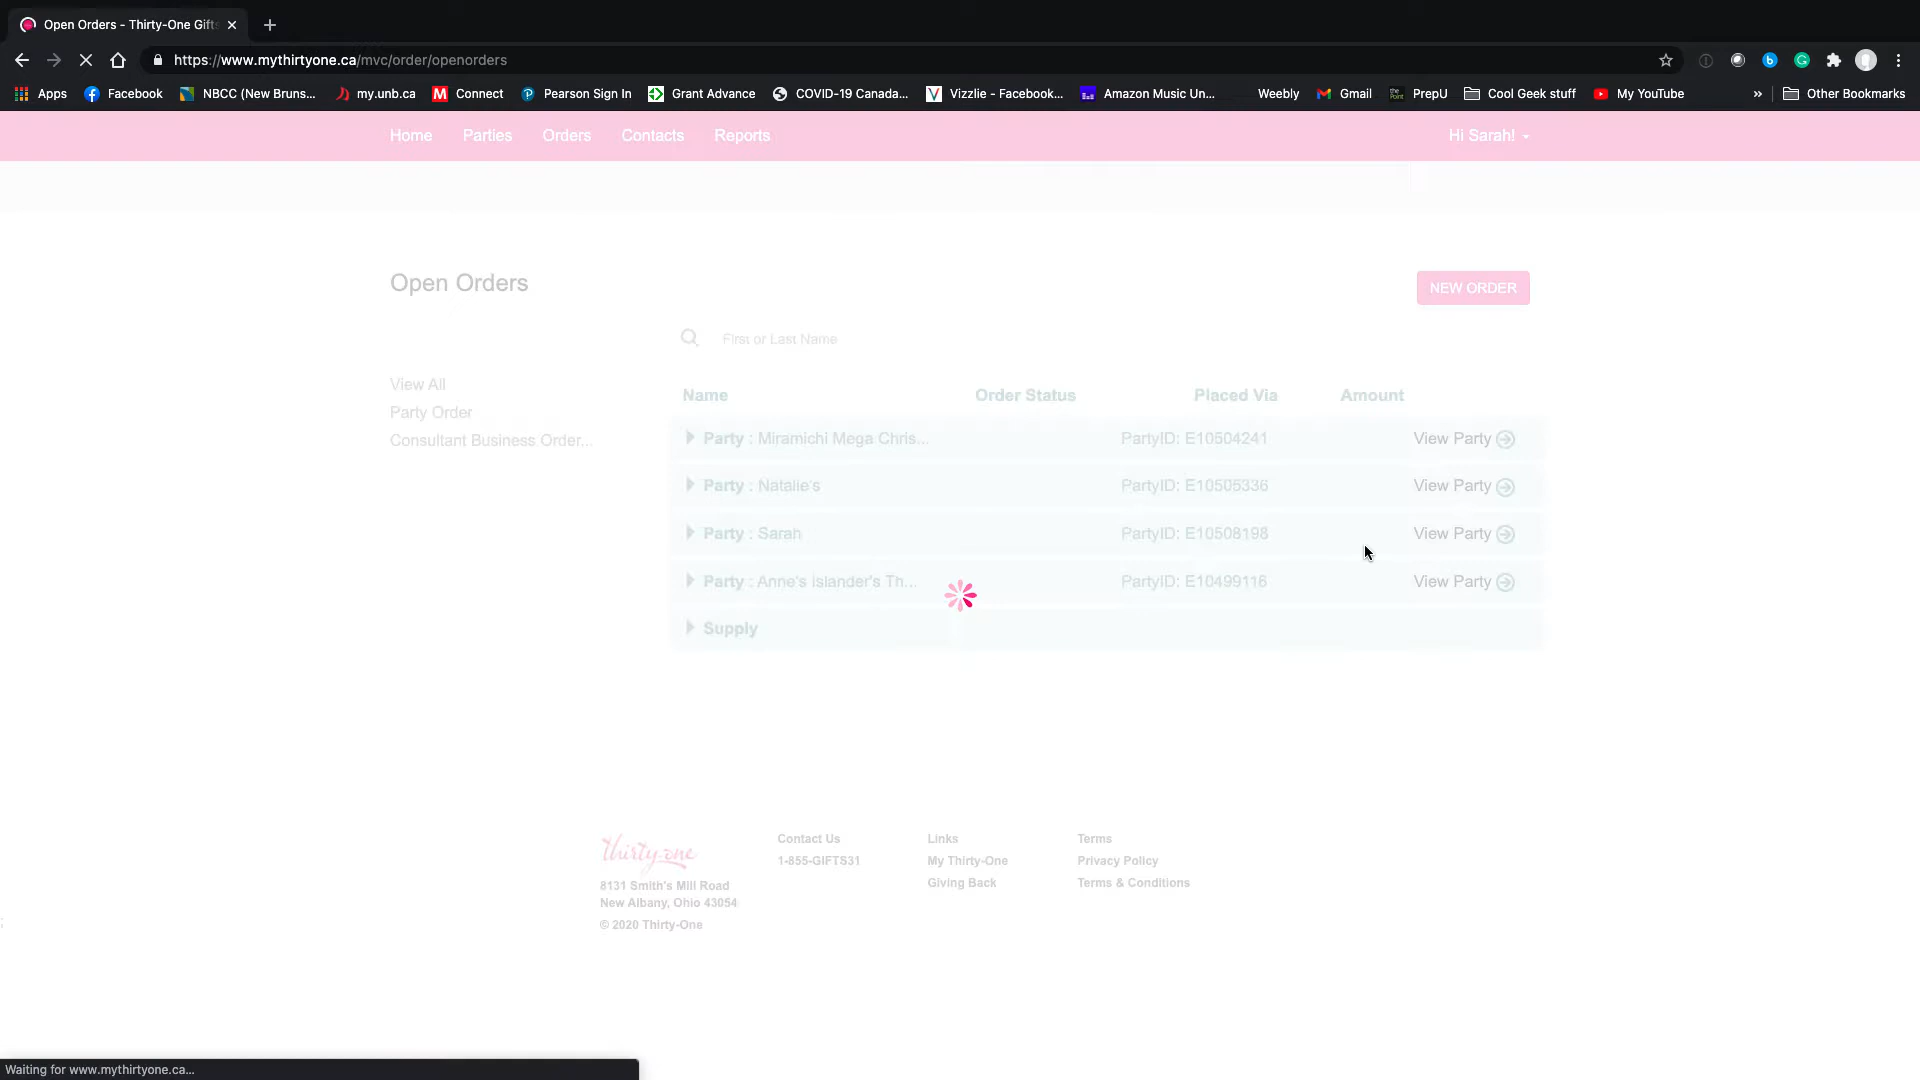 Open Orders - Thirty-One Gift
https://www.mythirtyone.ca/mvc/order/openorders
Apps Facebook NBCC (New Bruns... my.unb.ca Connect Pearson Sign In Grant Advance COVID-19 Canada... Vizzlie - Facebook... Amazon Music Un... Weebly Gmail PrepU Cool Geek stuff My YouTube » Other Bookmarks
Home Parties Orders Contacts Reports Hi Sarah!
Open Orders
NEW ORDER
First or Last Name
View All
Party Order
Consultant Business Order...
Name Order Status Placed Via Amount
Party : Miramichi Mega Chris... PartyID: E10504241 View Party
Party : Natalie's PartyID: E10505336 View Party
Party : Sarah PartyID: E10508198 View Party
Party : Anne's islander's Th... PartyID: E10499116 View Party
Supply
thirty-one
8131 Smith's Mill Road
New Albany, Ohio 43054
© 2020 Thirty-One
Contact Us
1-855-GIFTS31
Links
My Thirty-One
Giving Back
Terms
Privacy Policy
Terms & Conditions
Waiting for www.mythirtyone.ca...